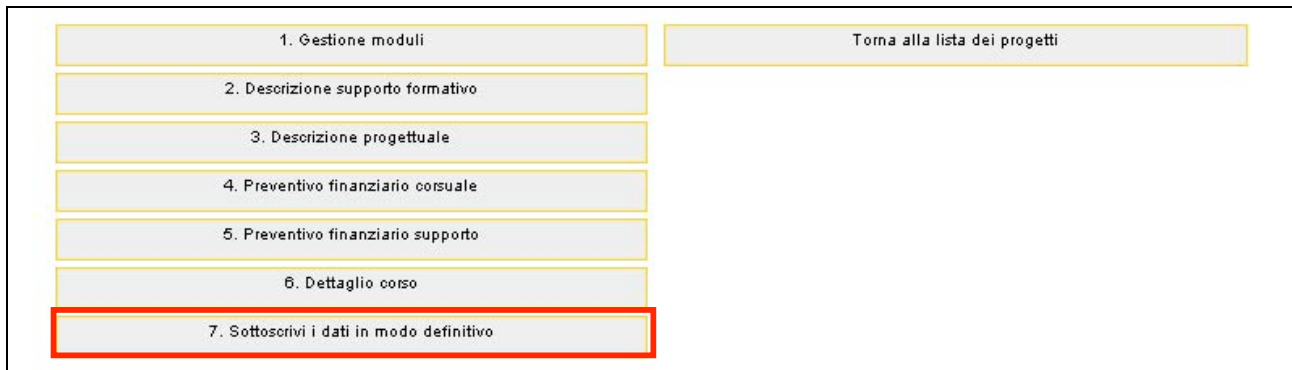 1. Gestione moduli
Torna alla lista dei progetti
2. Descrizione supporto formativo
3. Descrizione progettuale
4. Preventivo finanziario corsuale
5. Preventivo finanziario supporto
6. Dettaglio corso
7. Sottoscrivi i dati in modo definitivo